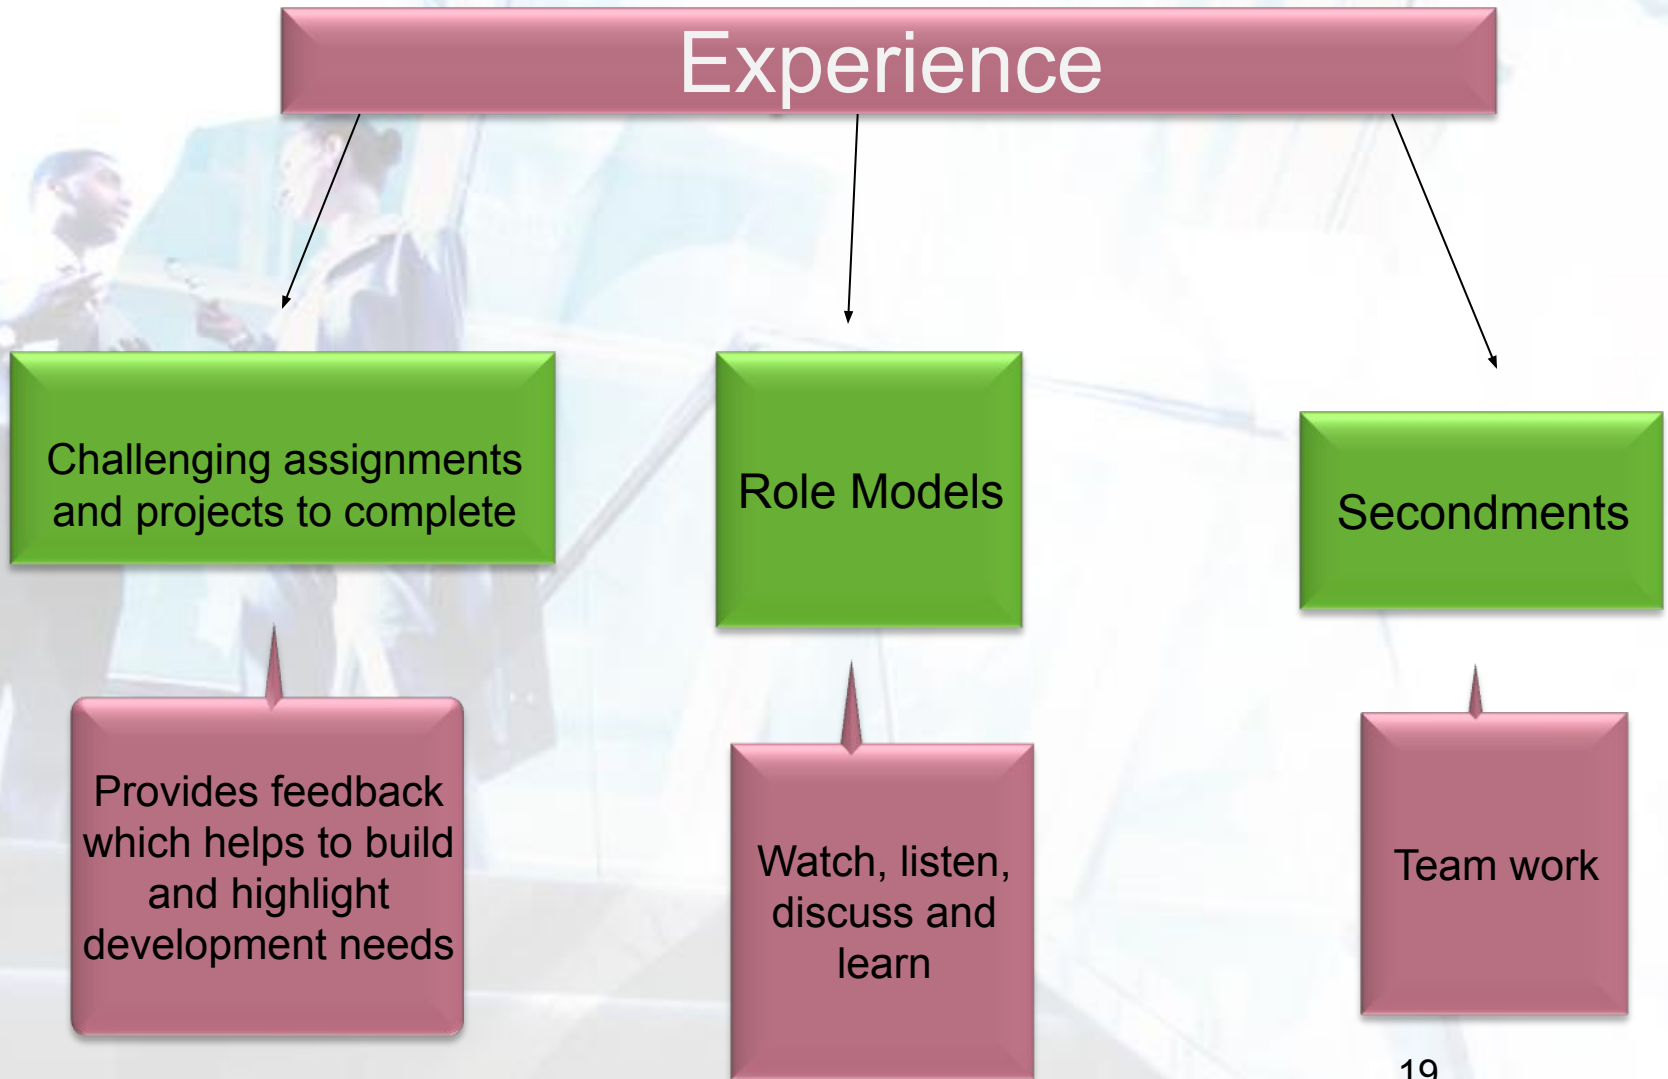 Experience
Challenging assignments
and projects to complete
Role Models
Secondments
Provides feedback
which helps to build
and highlight
development needs
Watch, listen,
discuss and
learn
Team work
19